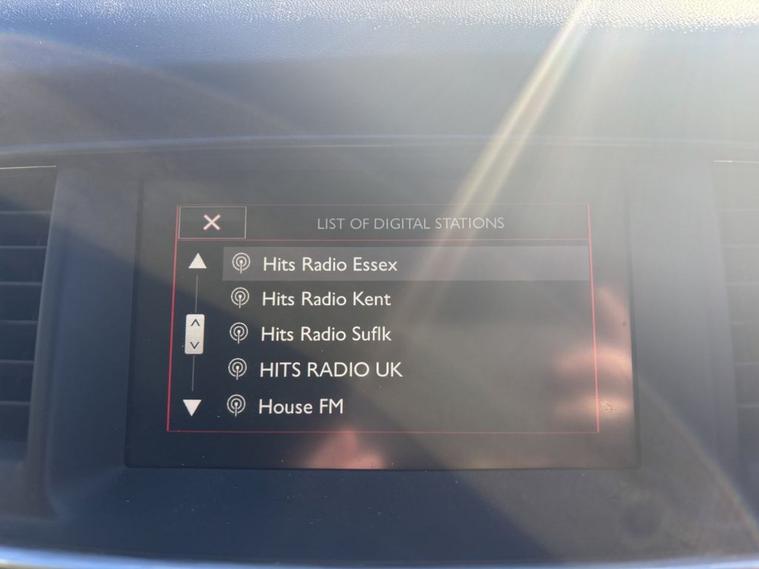 LIST OF DIGITAL STATIONS
Hits Radio Essex
Hits Radio Kent
Hits Radio Suflk
HITS RADIO UK
House FM